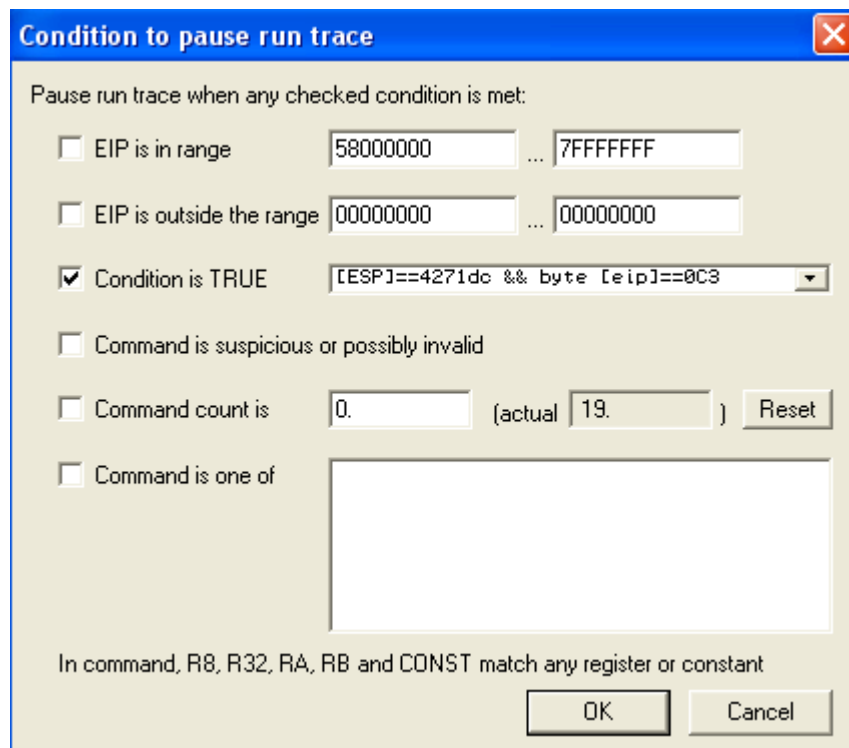 Condition to pause run trace
Pause run trace when any checked condition is met:
EIP is in range 58000000 ... 7FFFFFFF
EIP is outside the range 00000000 ... 00000000
Condition is TRUE [ESP]==4271dc && byte [eip]==0C3
Command is suspicious or possibly invalid
Command count is 0. (actual 19. ) Reset
Command is one of
In command, R8, R32, RA, RB and CONST match any register or constant
OK Cancel